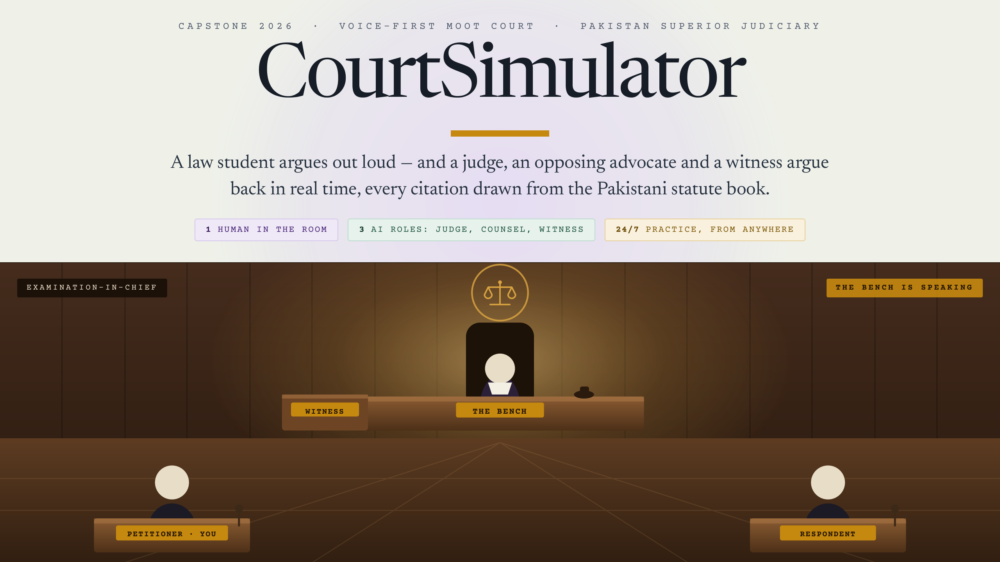 CAPSTONE 2026 · VOICE-FIRST MOOT COURT · PAKISTAN SUPERIOR JUDICIARY
CourtSimulator
A law student argues out loud — and a judge, an opposing advocate and a witness argue
back in real time, every citation drawn from the Pakistani statute book.
1 HUMAN IN THE ROOM
3 AI ROLES: JUDGE, COUNSEL, WITNESS
24/7 PRACTICE, FROM ANYWHERE
EXAMINATION-IN-CHIEF
THE BENCH IS SPEAKING
WITNESS
THE BENCH
PETITIONER · YOU
RESPONDENT